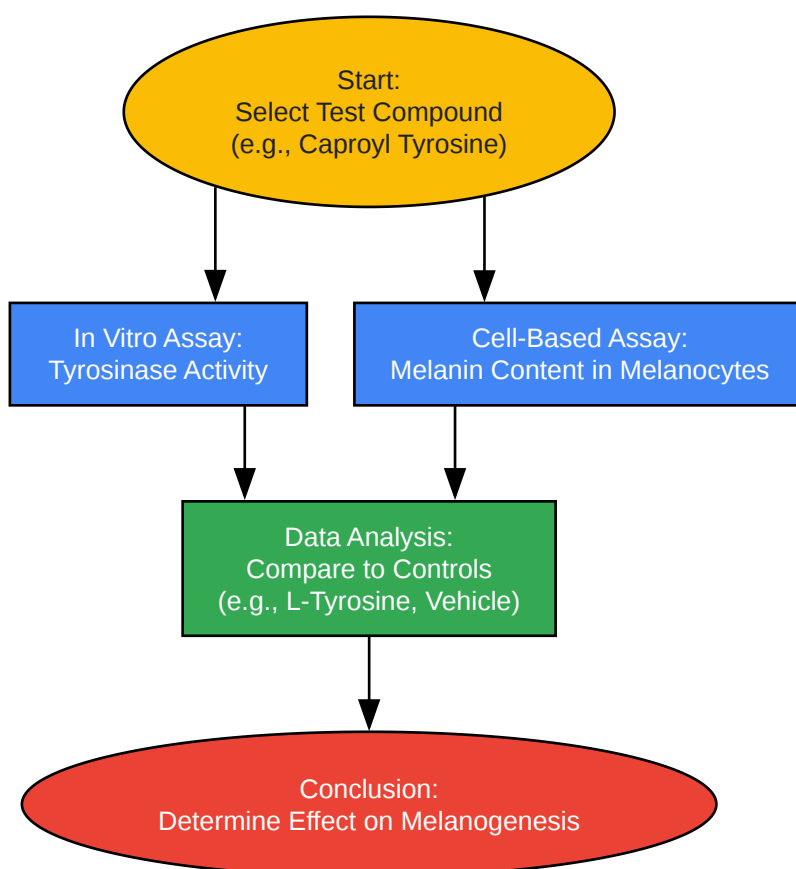 Start:
Select Test Compound
(e.g., Caproyl Tyrosine)
In Vitro Assay:
Tyrosinase Activity
Cell-Based Assay:
Melanin Content in Melanocytes
Data Analysis:
Compare to Controls
(e.g., L-Tyrosine, Vehicle)
Conclusion:
Determine Effect on Melanogenesis